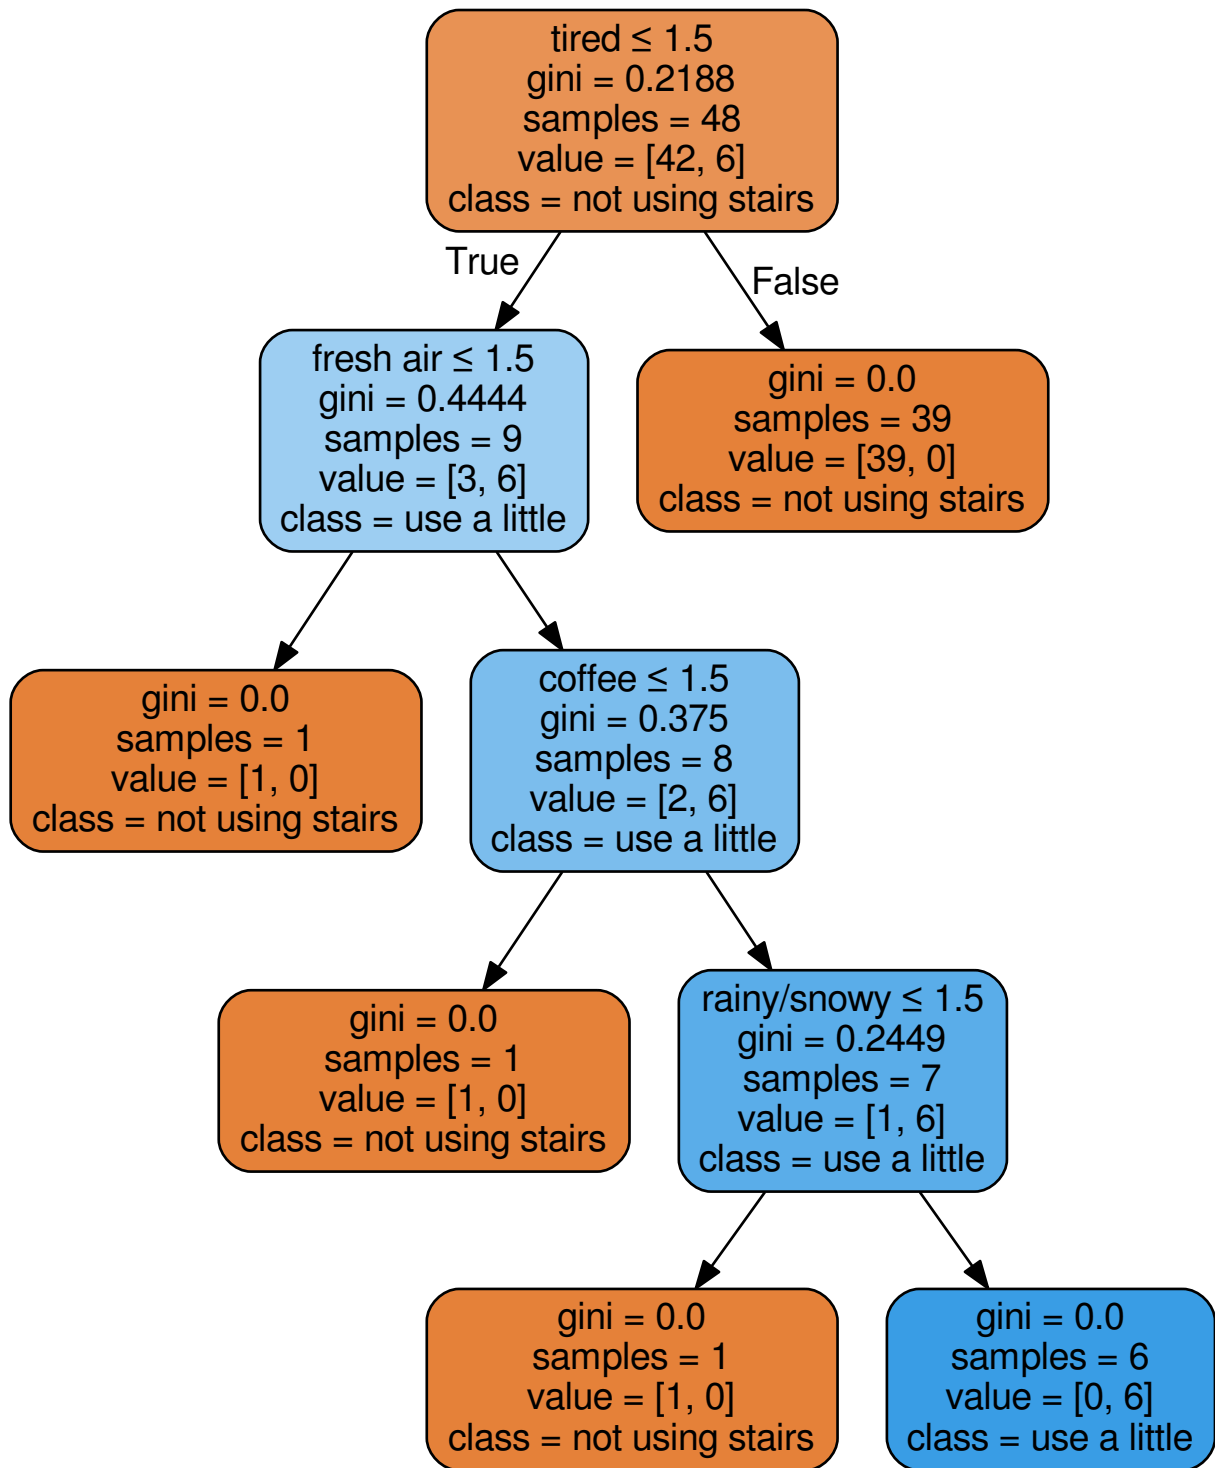 tired ≤ 1.5
gini = 0.2188
samples = 48
value = [42, 6]
class = not using stairs
True
False
fresh air ≤ 1.5
gini = 0.4444
samples = 9
value = [3, 6]
class = use a little
gini = 0.0
samples = 39
value = [39, 0]
class = not using stairs
gini = 0.0
samples = 1
value = [1, 0]
class = not using stairs
coffee ≤ 1.5
gini = 0.375
samples = 8
value = [2, 6]
class = use a little
gini = 0.0
samples = 1
value = [1, 0]
class = not using stairs
rainy/snowy ≤ 1.5
gini = 0.2449
samples = 7
value = [1, 6]
class = use a little
gini = 0.0
samples = 1
value = [1, 0]
class = not using stairs
gini = 0.0
samples = 6
value = [0, 6]
class = use a little